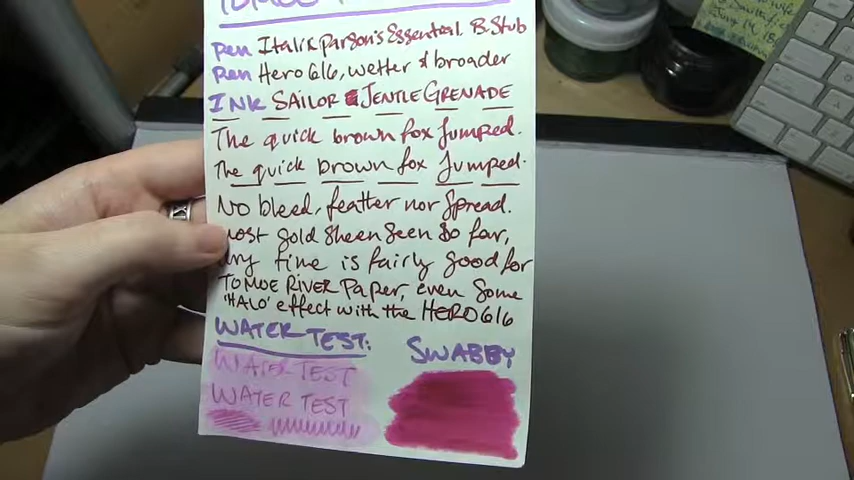 Pen Italix Parson's Essential B.Stub
Pen Hero 616, wetter & broader
INK SAILOR JENTLE GRENADE
The quick brown fox jumped.
The quick brown fox jumped.
No bleed, feather nor spread.
Most gold sheen seen so far,
dry time is fairly good for
TOMOE RIVER Paper, even some
'HALO' effect with the HERO 616
WATER TEST:
SWABBY
WATER TEST
WATER TEST